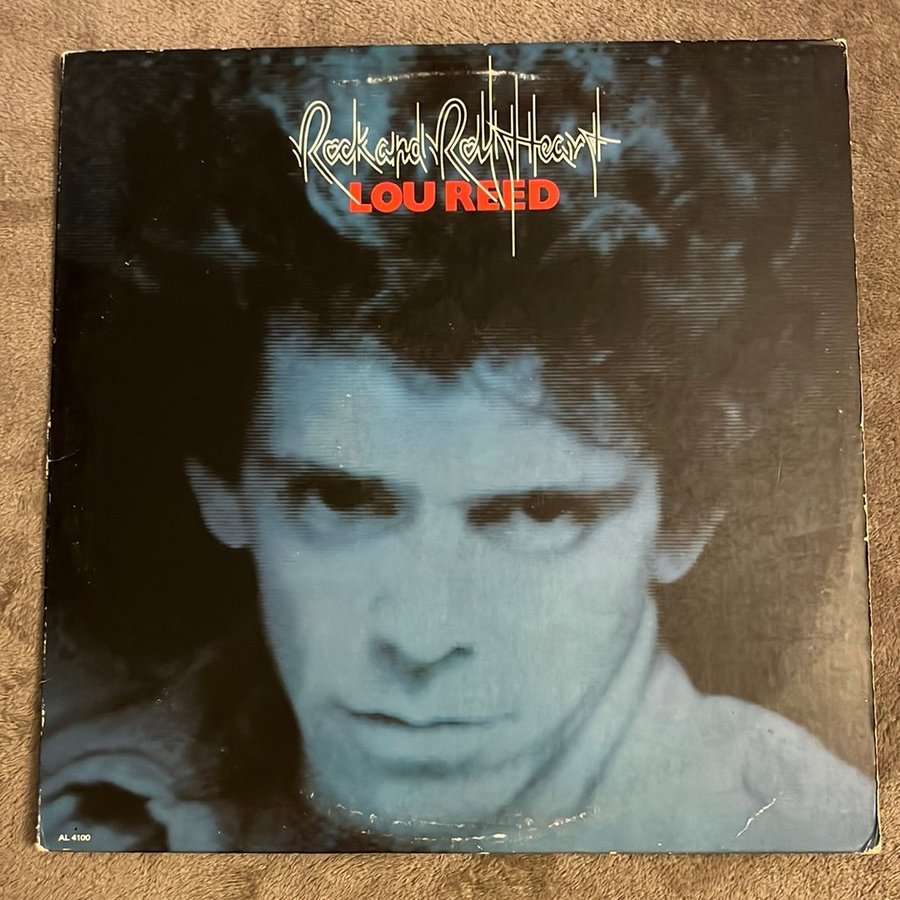 Rock and Roll Heart
LOU REED
AL 4100